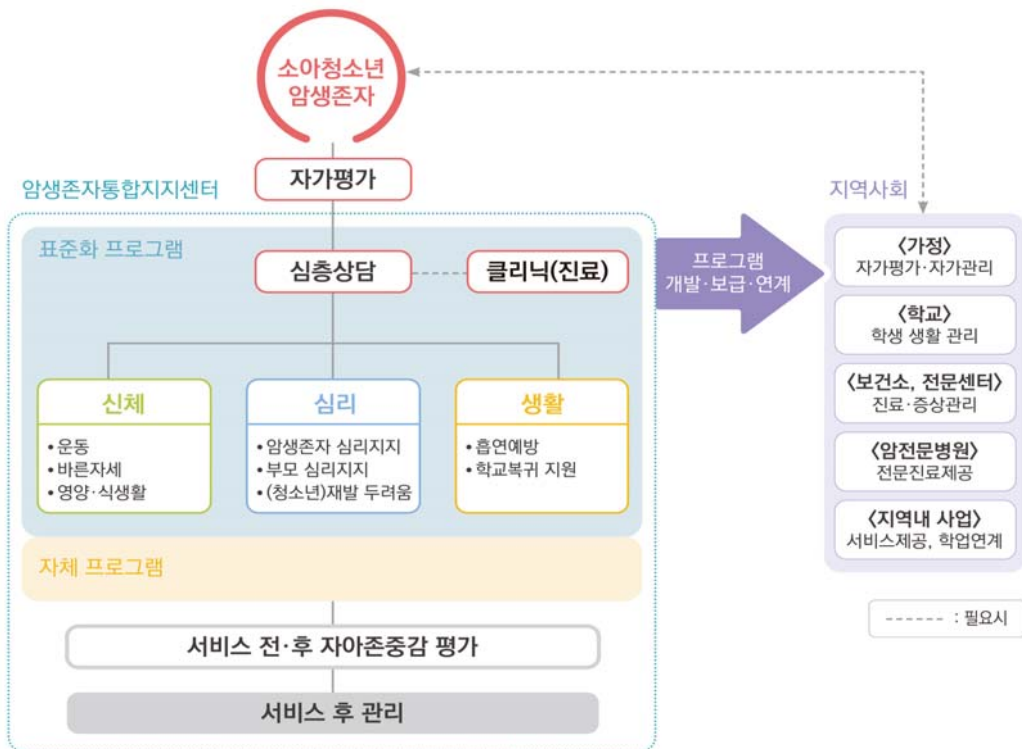 소아청소년
암생존자
자가평가
암생존자통합지지센터
표준화 프로그램
심층상담
클리닉(진료)
신체
• 운동
• 바른자세
• 영양·식생활
심리
• 암생존자 심리지지
• 부모 심리지지
• (청소년)재발 두려움
생활
• 흡연예방
• 학교복귀 지원
자체 프로그램
서비스 전·후 자아존중감 평가
서비스 후 관리
프로그램
개발·보급·연계
지역사회
<가정>
자가평가·자가관리
<학교>
학생 생활 관리
<보건소, 전문센터>
진료·증상관리
<암전문병원>
전문진료제공
<지역내 사업>
서비스제공, 학업연계
: 필요시